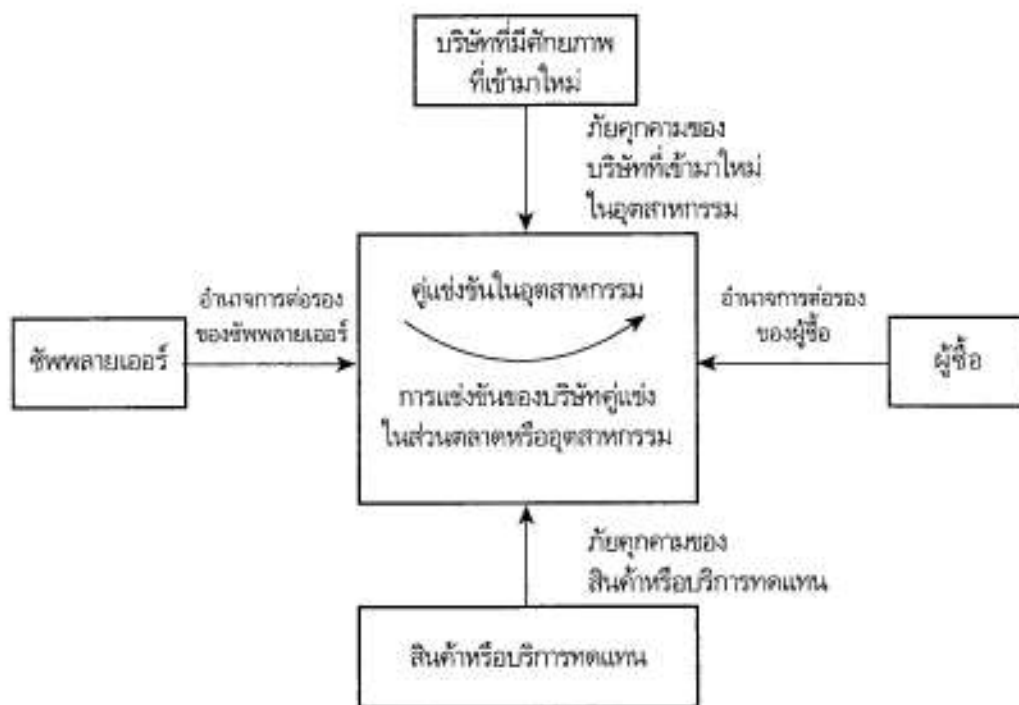 บริษัทที่มีศักยภาพ
ที่เข้ามาใหม่
ภัยคุกคามของ
บริษัทที่เข้ามาใหม่
ในอุตสาหกรรม
คู่แข่งขันในอุตสาหกรรม
อำนาจการต่อรอง
ของซัพพลายเออร์
ซัพพลายเออร์
อำนาจการต่อรอง
ของผู้ซื้อ
ผู้ซื้อ
การแข่งขันของบริษัทคู่แข่ง
ในส่วนตลาดหรืออุตสาหกรรม
ภัยคุกคามของ
สินค้าหรือบริการทดแทน
สินค้าหรือบริการทดแทน